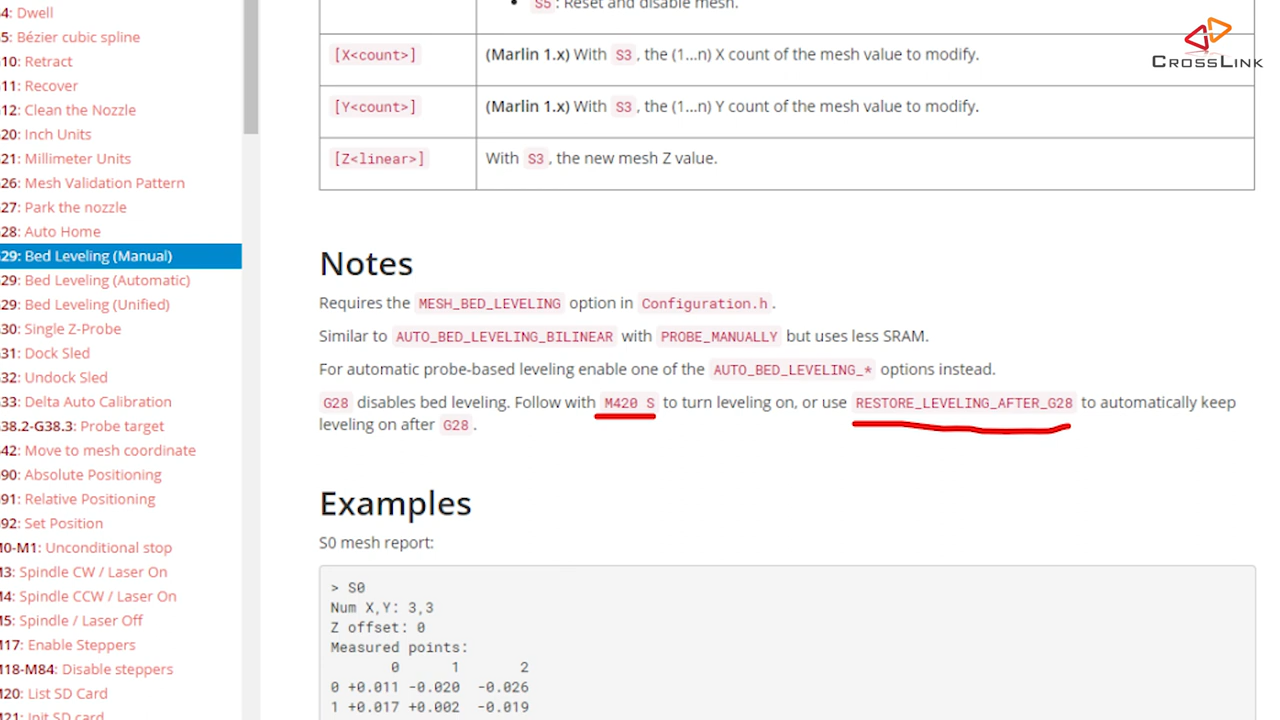 4: Dwell
5: Bézier cubic spline
10: Retract
11: Recover
12: Clean the Nozzle
20: Inch Units
21: Millimeter Units
26: Mesh Validation Pattern
27: Park the nozzle
28: Auto Home
29: Bed Leveling (Manual)
29: Bed Leveling (Automatic)
29: Bed Leveling (Unified)
30: Single Z-Probe
31: Dock Sled
32: Undock Sled
33: Delta Auto Calibration
38.2-G38.3: Probe target
42: Move to mesh coordinate
90: Absolute Positioning
91: Relative Positioning
92: Set Position
M0-M1: Unconditional stop
M3: Spindle CW / Laser On
M4: Spindle CCW / Laser On
M5: Spindle / Laser Off
M17: Enable Steppers
M18-M84: Disable steppers
M20: List SD Card
M21: Init SD card
S5 : Reset and disable mesh.
[X<count>] (Marlin 1.x) With S3 , the (1...n) X count of the mesh value to modify.
[Y<count>] (Marlin 1.x) With S3 , the (1...n) Y count of the mesh value to modify.
[Z<linear>] With S3 , the new mesh Z value.
Notes
Requires the MESH_BED_LEVELING option in Configuration.h .
Similar to AUTO_BED_LEVELING_BILINEAR with PROBE_MANUALLY but uses less SRAM.
For automatic probe-based leveling enable one of the AUTO_BED_LEVELING_* options instead.
G28 disables bed leveling. Follow with M420 S to turn leveling on, or use RESTORE_LEVELING_AFTER_G28 to automatically keep
leveling on after G28 .
Examples
S0 mesh report:
> S0
Num X,Y: 3,3
Z offset: 0
Measured points:
0 1 2
0 +0.011 -0.020 -0.026
1 +0.017 +0.002 -0.019
CROSSLINK